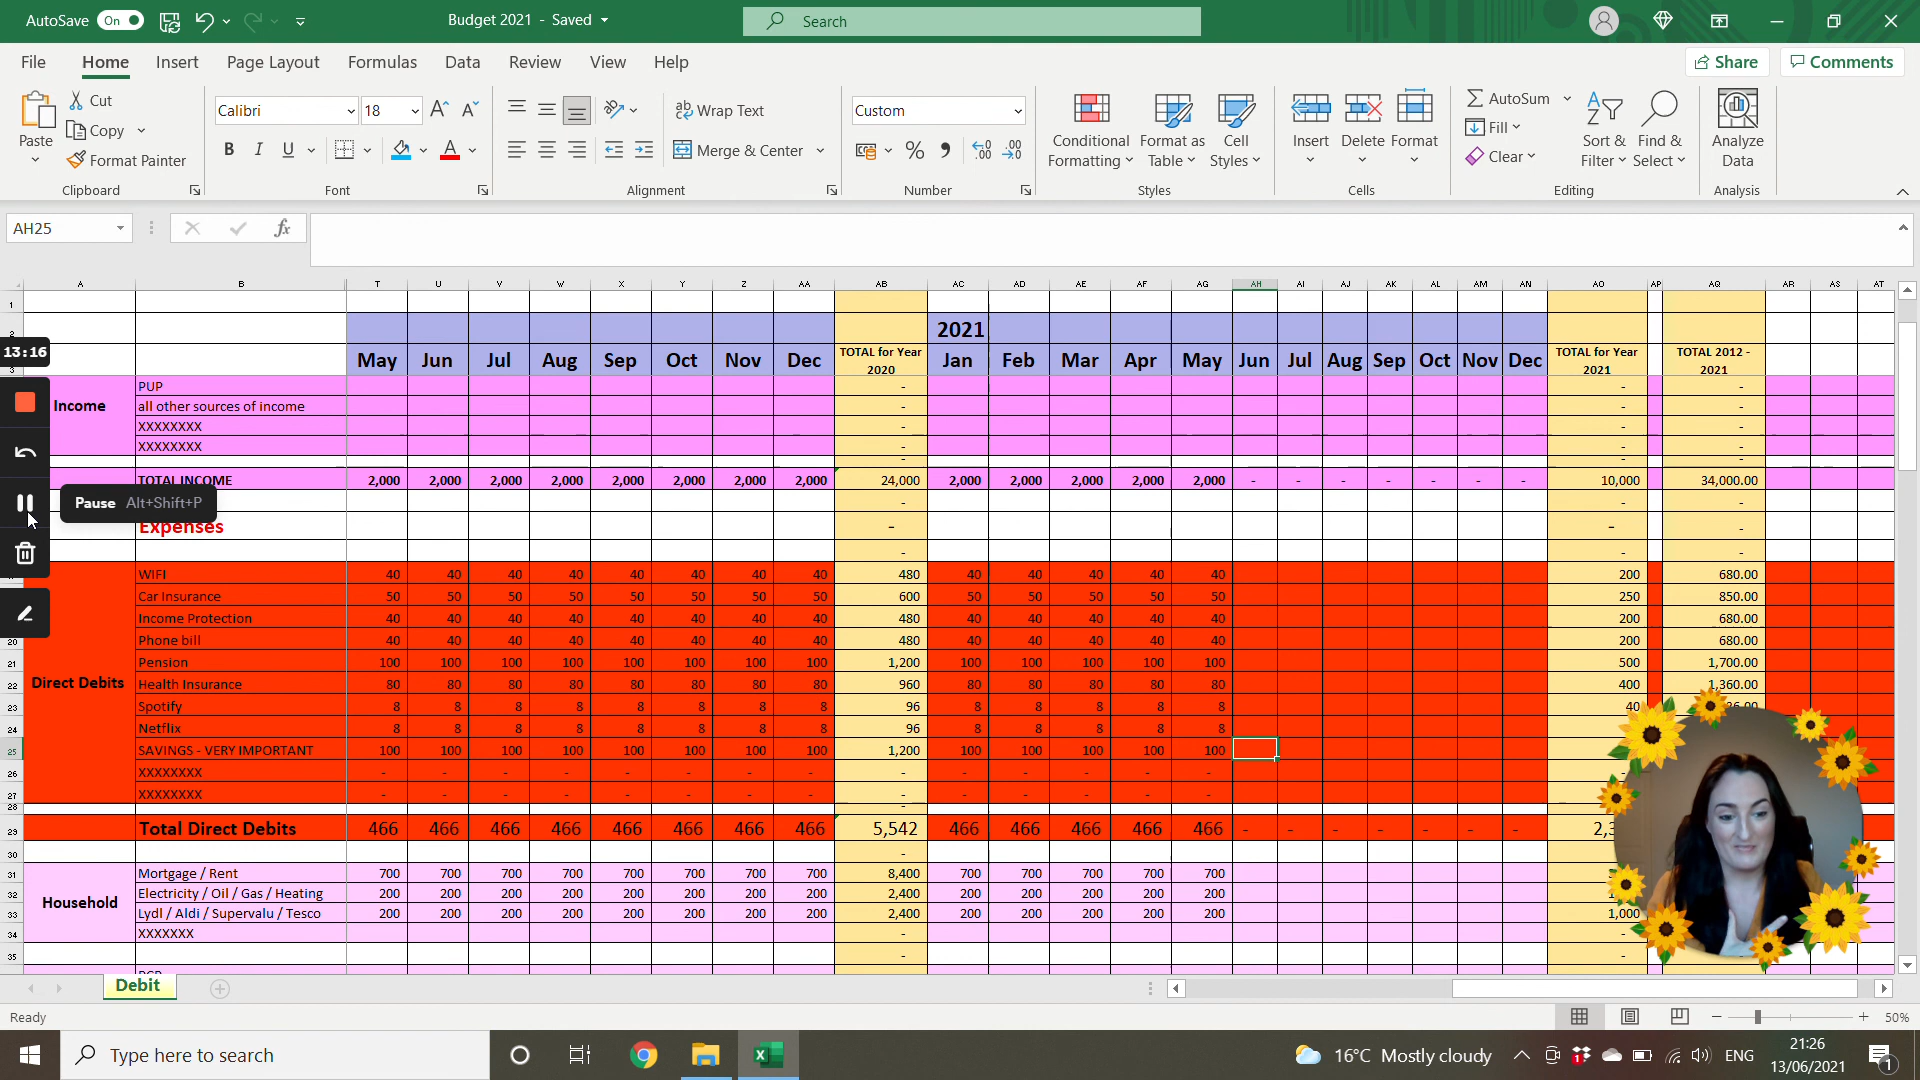 AutoSave On Budget 2021 - Saved Search
File Home Insert Page Layout Formulas Data Review View Help Share Comments
Paste Cut Copy Format Painter Clipboard
Calibri 18 B I U A A Font
ab Wrap Text Merge & Center Alignment
Custom % Number
Conditional Formatting Format as Table Cell Styles Styles
Insert Delete Format Cells
AutoSum Fill Clear Sort & Filter Find & Select Editing
Analyze Data Analysis
AH25 fx
A B T U V W X Y Z AA AB AC AD AE AF AG AH AI AJ AK AL AM AN AO AP AQ AR AS AT
1
2 2021
13:16
3 May Jun Jul Aug Sep Oct Nov Dec TOTAL for Year 2020 Jan Feb Mar Apr May Jun Jul Aug Sep Oct Nov Dec TOTAL for Year 2021 TOTAL 2012 - 2021
PUP - - -
Income all other sources of income - - -
XXXXXXXX - - -
XXXXXXXX - - -
- - -
TOTAL INCOME 2,000 2,000 2,000 2,000 2,000 2,000 2,000 2,000 24,000 2,000 2,000 2,000 2,000 2,000 - - - - - - - 10,000 34,000.00
Pause Alt+Shift+P - - -
Expenses - - -
- - -
WIFI 40 40 40 40 40 40 40 40 480 40 40 40 40 40 200 680.00
Car Insurance 50 50 50 50 50 50 50 50 600 50 50 50 50 50 250 850.00
Income Protection 40 40 40 40 40 40 40 40 480 40 40 40 40 40 200 680.00
20 Phone bill 40 40 40 40 40 40 40 40 480 40 40 40 40 40 200 680.00
21 Pension 100 100 100 100 100 100 100 100 1,200 100 100 100 100 100 500 1,700.00
22 Direct Debits Health Insurance 80 80 80 80 80 80 80 80 960 80 80 80 80 80 400 1,360.00
23 Spotify 8 8 8 8 8 8 8 8 96 8 8 8 8 8 40
24 Netflix 8 8 8 8 8 8 8 8 96 8 8 8 8 8
25 SAVINGS - VERY IMPORTANT 100 100 100 100 100 100 100 100 1,200 100 100 100 100 100
26 XXXXXXXX - - - - - - - - - - - - - -
27 XXXXXXXX - - - - - - - - - - - - - -
28 -
29 Total Direct Debits 466 466 466 466 466 466 466 466 5,542 466 466 466 466 466 - - - - - - -
30 -
31 Mortgage / Rent 700 700 700 700 700 700 700 700 8,400 700 700 700 700 700
32 Household Electricity / Oil / Gas / Heating 200 200 200 200 200 200 200 200 2,400 200 200 200 200 200
33 Lydl / Aldi / Supervalu / Tesco 200 200 200 200 200 200 200 200 2,400 200 200 200 200 200 1,000
34 XXXXXXX - -
35 - -
Debit
Ready 50%
Type here to search 16°C Mostly cloudy ENG 21:26
13/06/2021 1